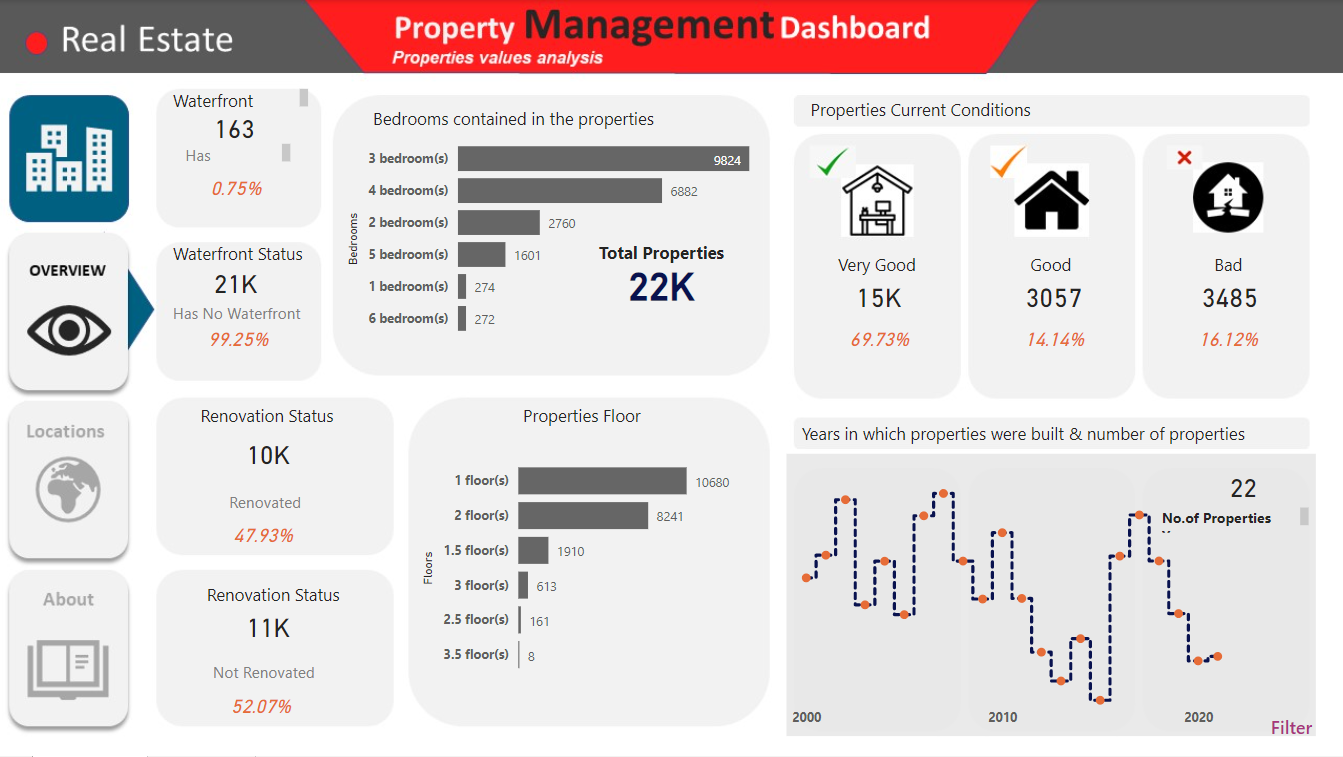 Real Estate
Property Management Dashboard
Properties values analysis
OVERVIEW
Locations
About
Waterfront
163
Has
0.75%
Waterfront Status
21K
Has No Waterfront
99.25%
Renovation Status
10K
Renovated
47.93%
Renovation Status
11K
Not Renovated
52.07%
Bedrooms contained in the properties
Bedrooms
3 bedroom(s) 9824
4 bedroom(s) 6882
2 bedroom(s) 2760
5 bedroom(s) 1601
1 bedroom(s) 274
6 bedroom(s) 272
Total Properties
22K
Properties Floor
Floors
1 floor(s) 10680
2 floor(s) 8241
1.5 floor(s) 1910
3 floor(s) 613
2.5 floor(s) 161
3.5 floor(s) 8
Properties Current Conditions
Very Good
15K
69.73%
Good
3057
14.14%
Bad
3485
16.12%
Years in which properties were built & number of properties
22
No.of Properties
2000 2010 2020
Filter